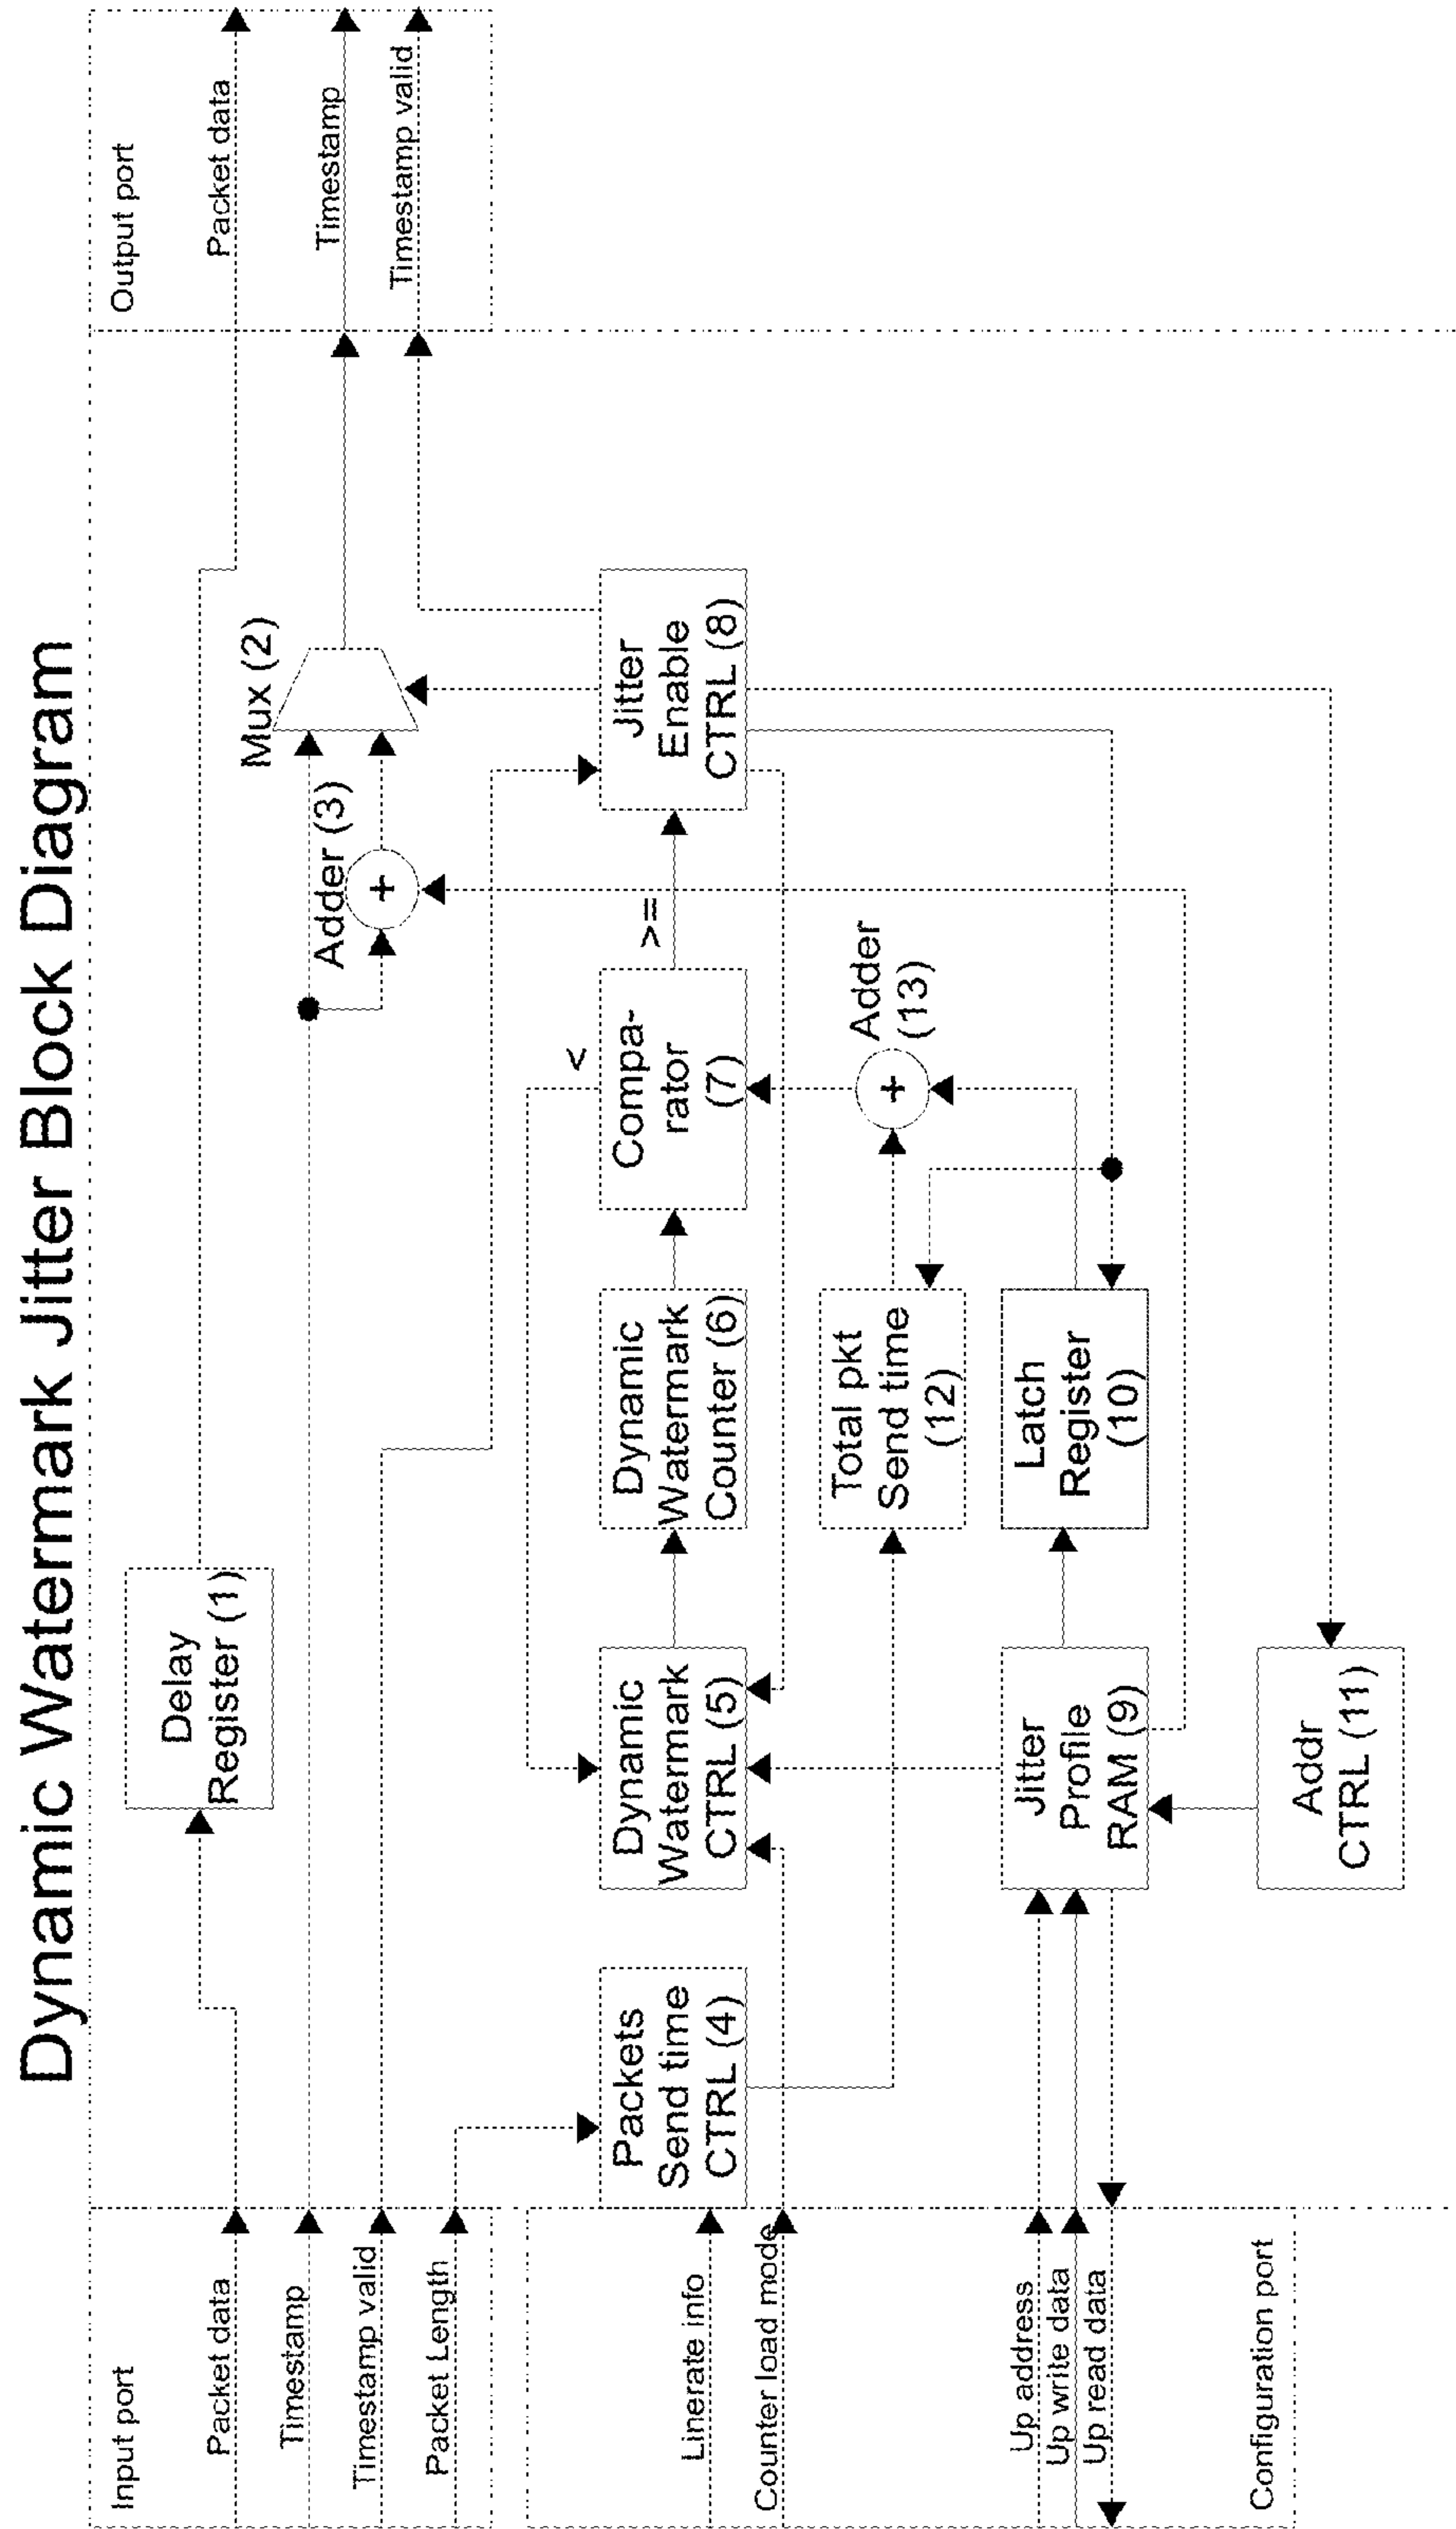 Dynamic Watermark Jitter Block Diagram
Input port
Packet data
Timestamp
Timestamp valid
Packet Length
Linerate info
Counter load mode
Up address
Up write data
Up read data
Configuration port
Delay
Register (1)
Packets
Send time
CTRL (4)
Dynamic
Watermark
CTRL (5)
Dynamic
Watermark
Counter (6)
<
Compa-
rator
(7)
>=
Adder (3)
+
Mux (2)
Jitter
Enable
CTRL (8)
Total pkt
Send time
(12)
+
Adder
(13)
Jitter
Profile
RAM (9)
Latch
Register
(10)
Addr
CTRL (11)
Output port
Packet data
Timestamp
Timestamp valid